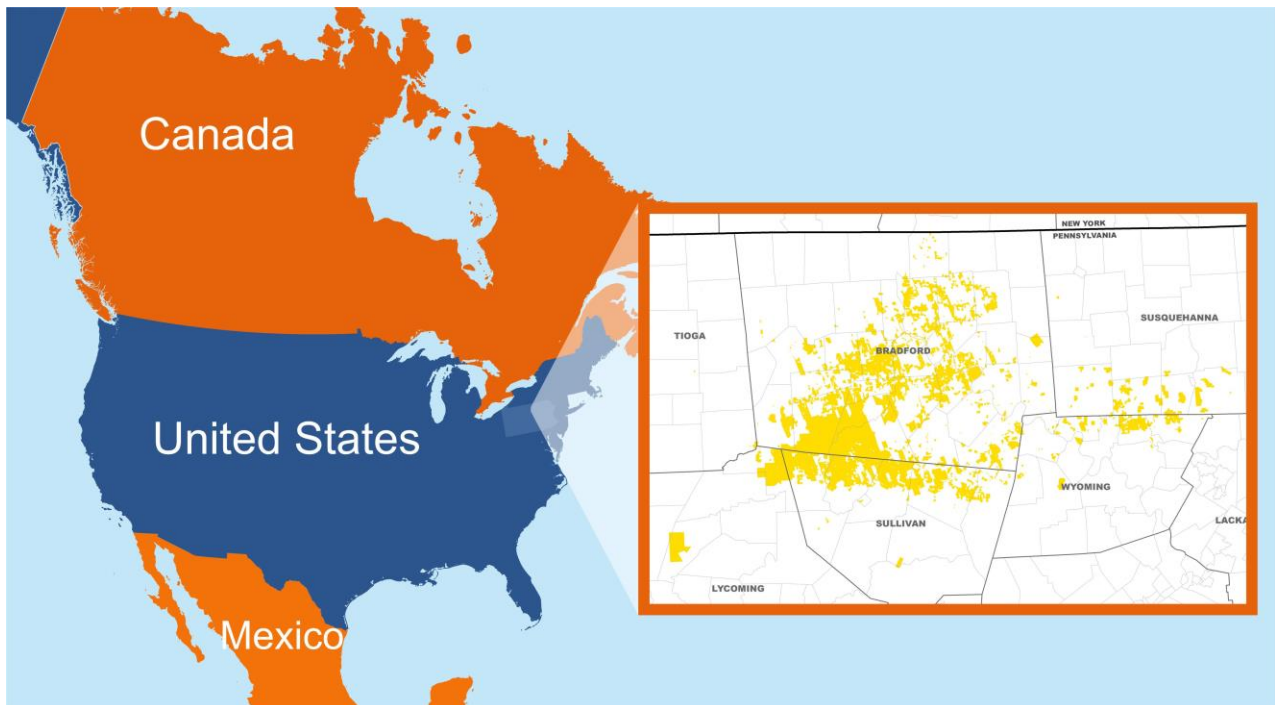 Canada
United States
Mexico
NEW YORK
PENNSYLVANIA
TIOGA
BRADFORD
SUSQUEHANNA
WYOMING
SULLIVAN
LACKA
LYCOMING